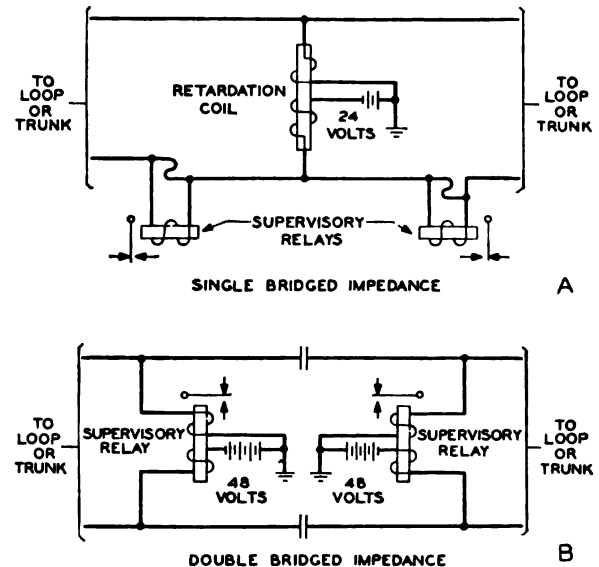 TO
LOOP
OR
TRUNK
RETARDATION
COIL
24
VOLTS
TO
LOOP
OR
TRUNK
SUPERVISORY
RELAYS
SINGLE BRIDGED IMPEDANCE
A
TO
LOOP
OR
TRUNK
SUPERVISORY
RELAY
48
VOLTS
48
VOLTS
SUPERVISORY
RELAY
TO
LOOP
OR
TRUNK
DOUBLE BRIDGED IMPEDANCE
B